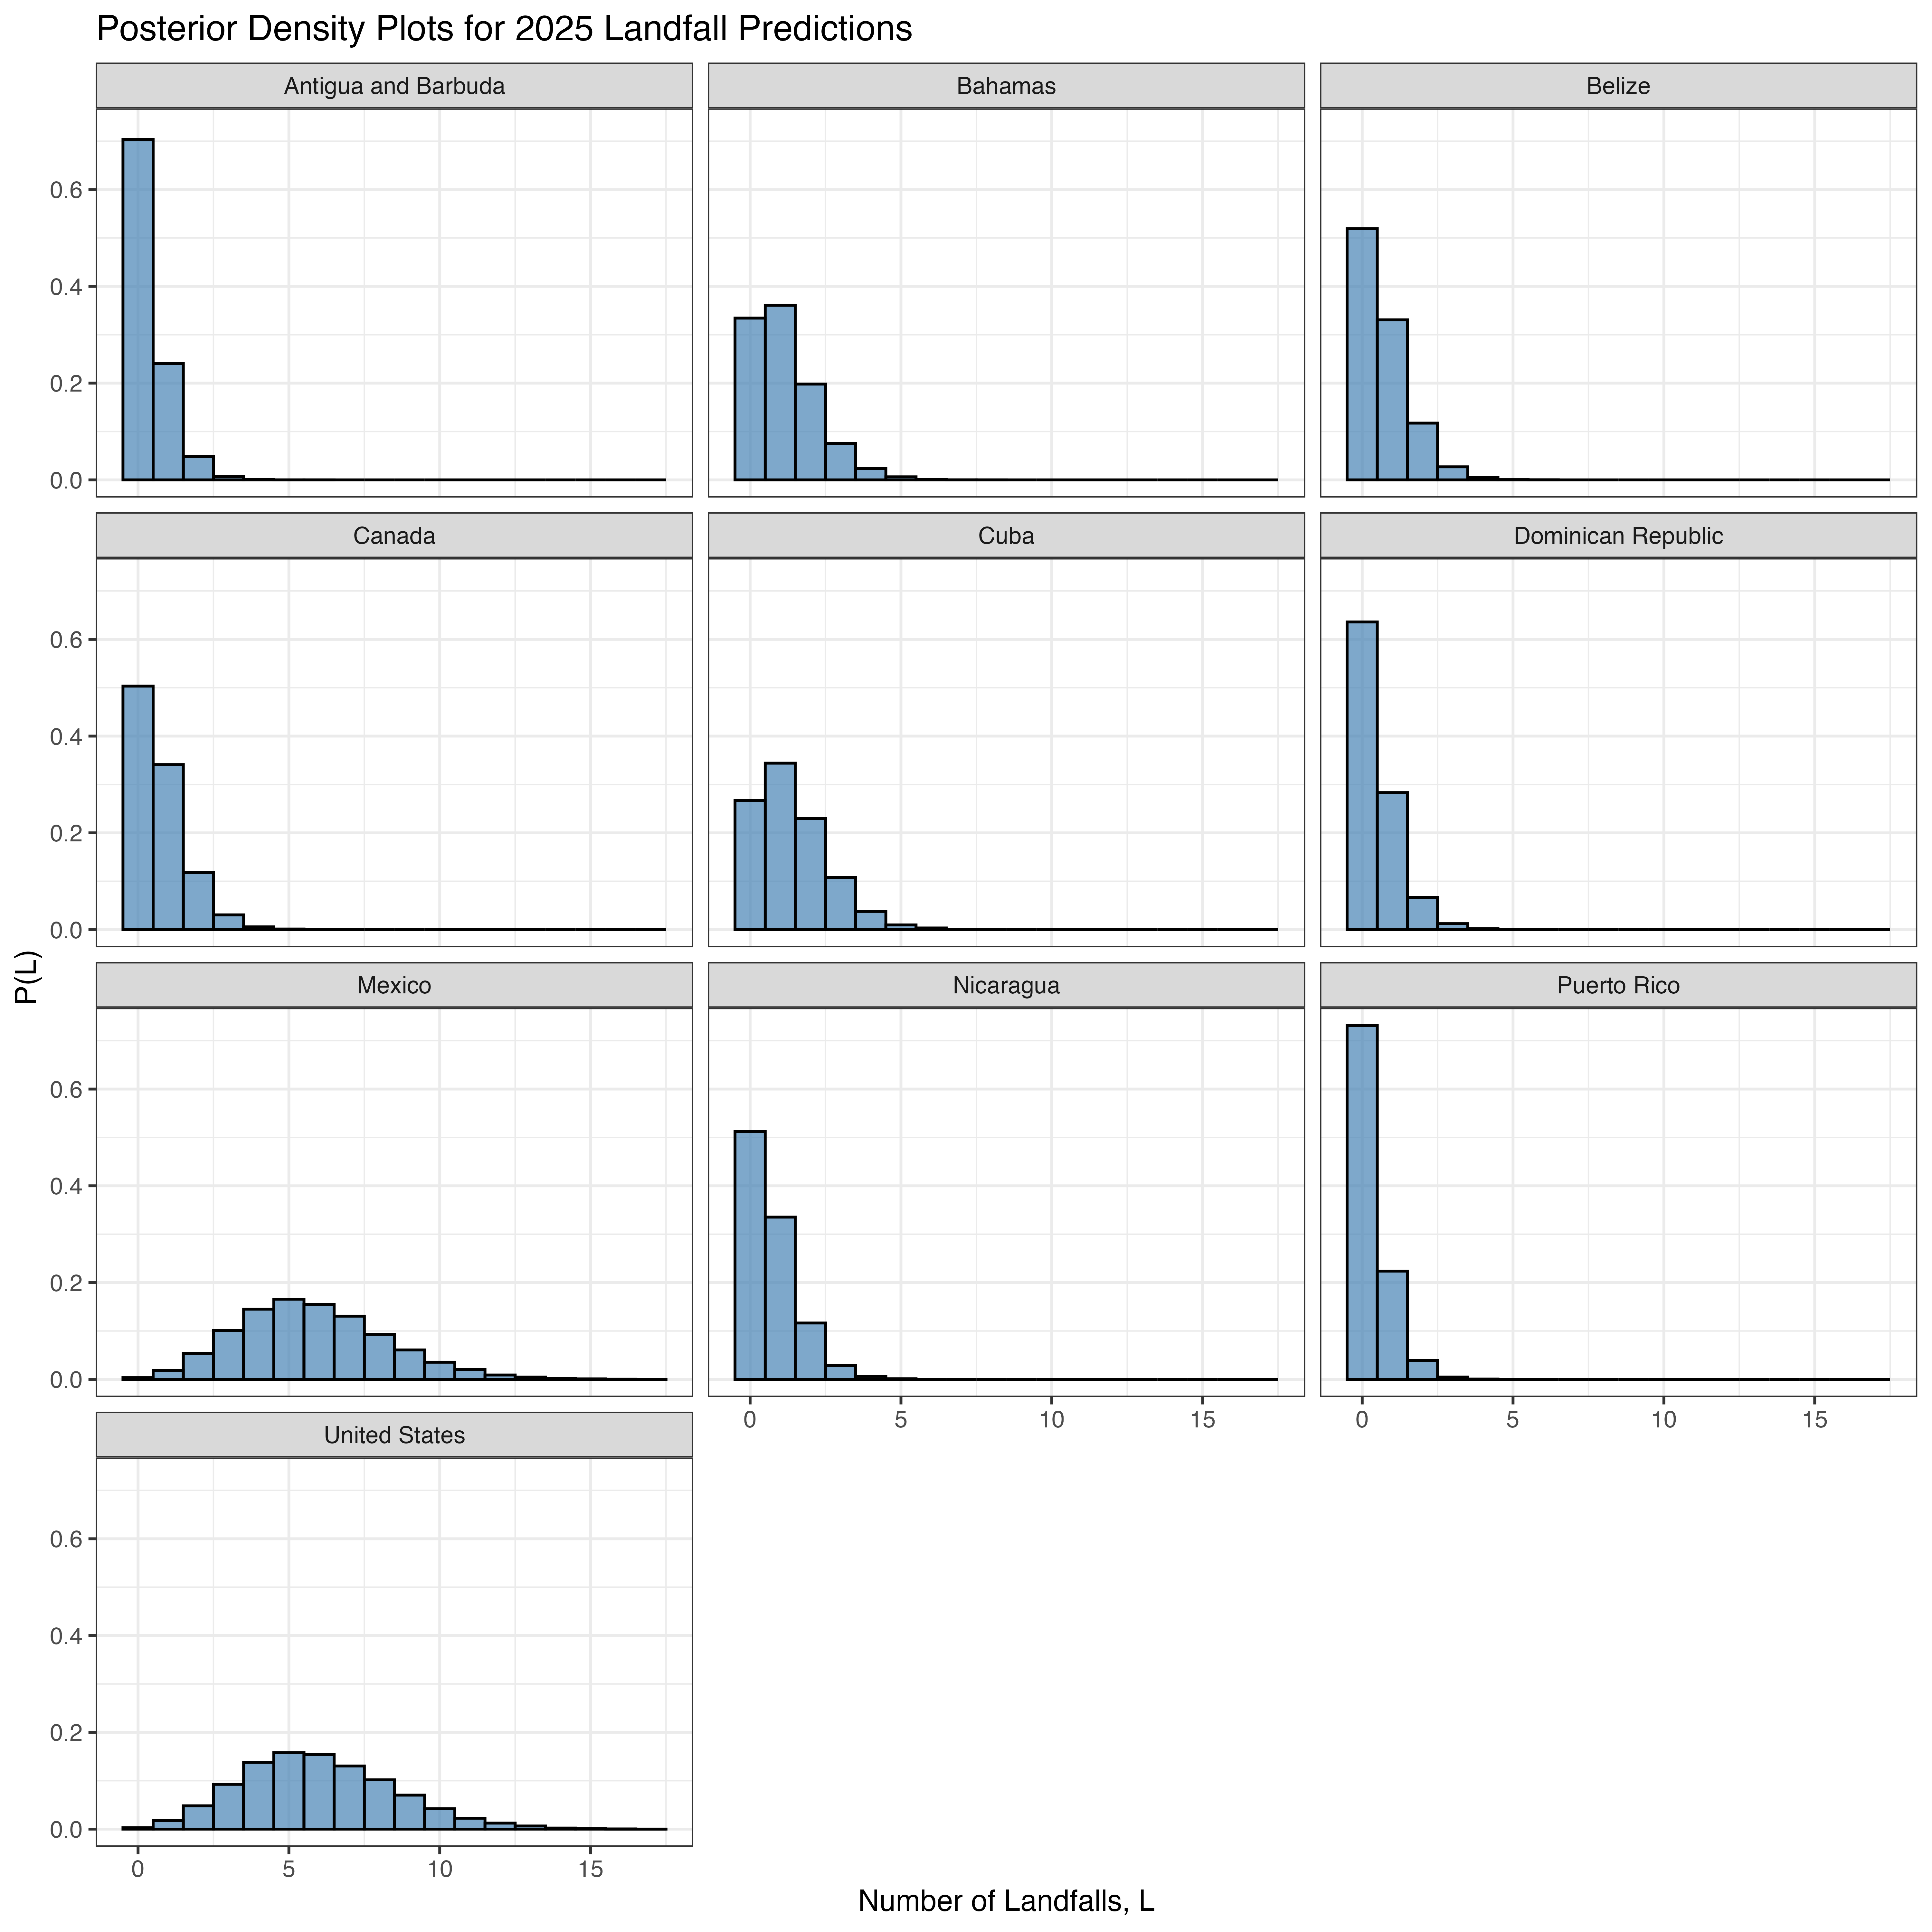 Posterior Density Plots for 2025 Landfall Predictions
Antigua and Barbuda
Bahamas
Belize
0.6
0.4
0.2
0.0
Canada
Cuba
Dominican Republic
0.6
0.4
0.2
0.0
P(L)
Mexico
Nicaragua
Puerto Rico
0.6
0.4
0.2
0.0
0 5 10 15
0 5 10 15
United States
0.6
0.4
0.2
0.0
0 5 10 15
Number of Landfalls, L